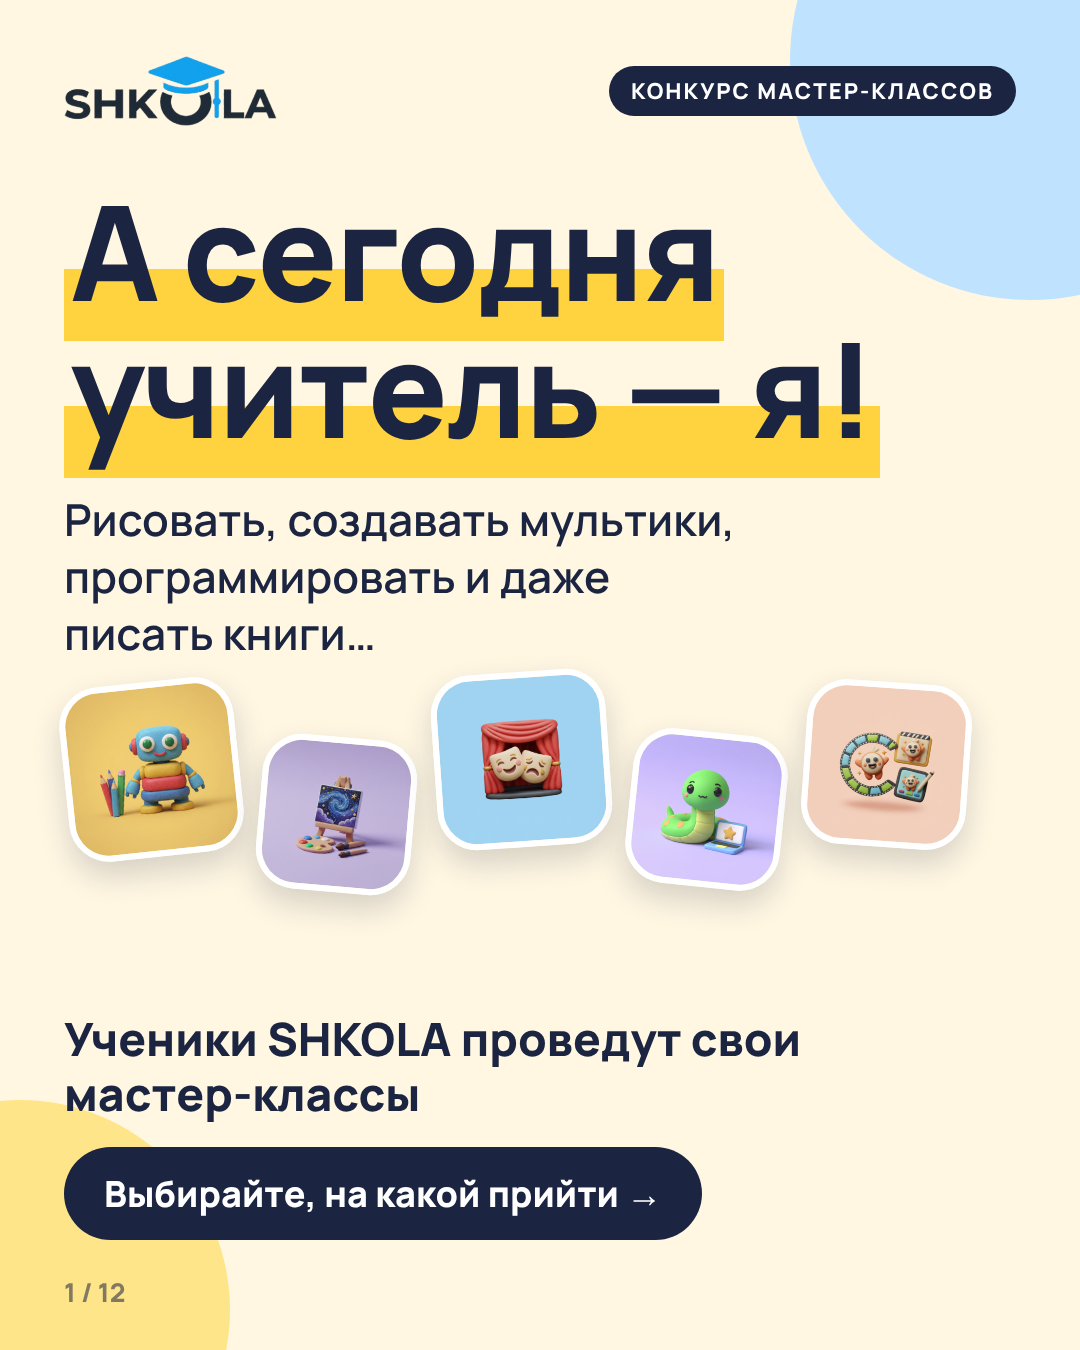 SHKOLA
КОНКУРС МАСТЕР-КЛАССОВ
А сегодня
учитель — я!
Рисовать, создавать мультики,
программировать и даже
писать книги...
Ученики SHKOLA проведут свои
мастер-классы
Выбирайте, на какой прийти →
1 / 12